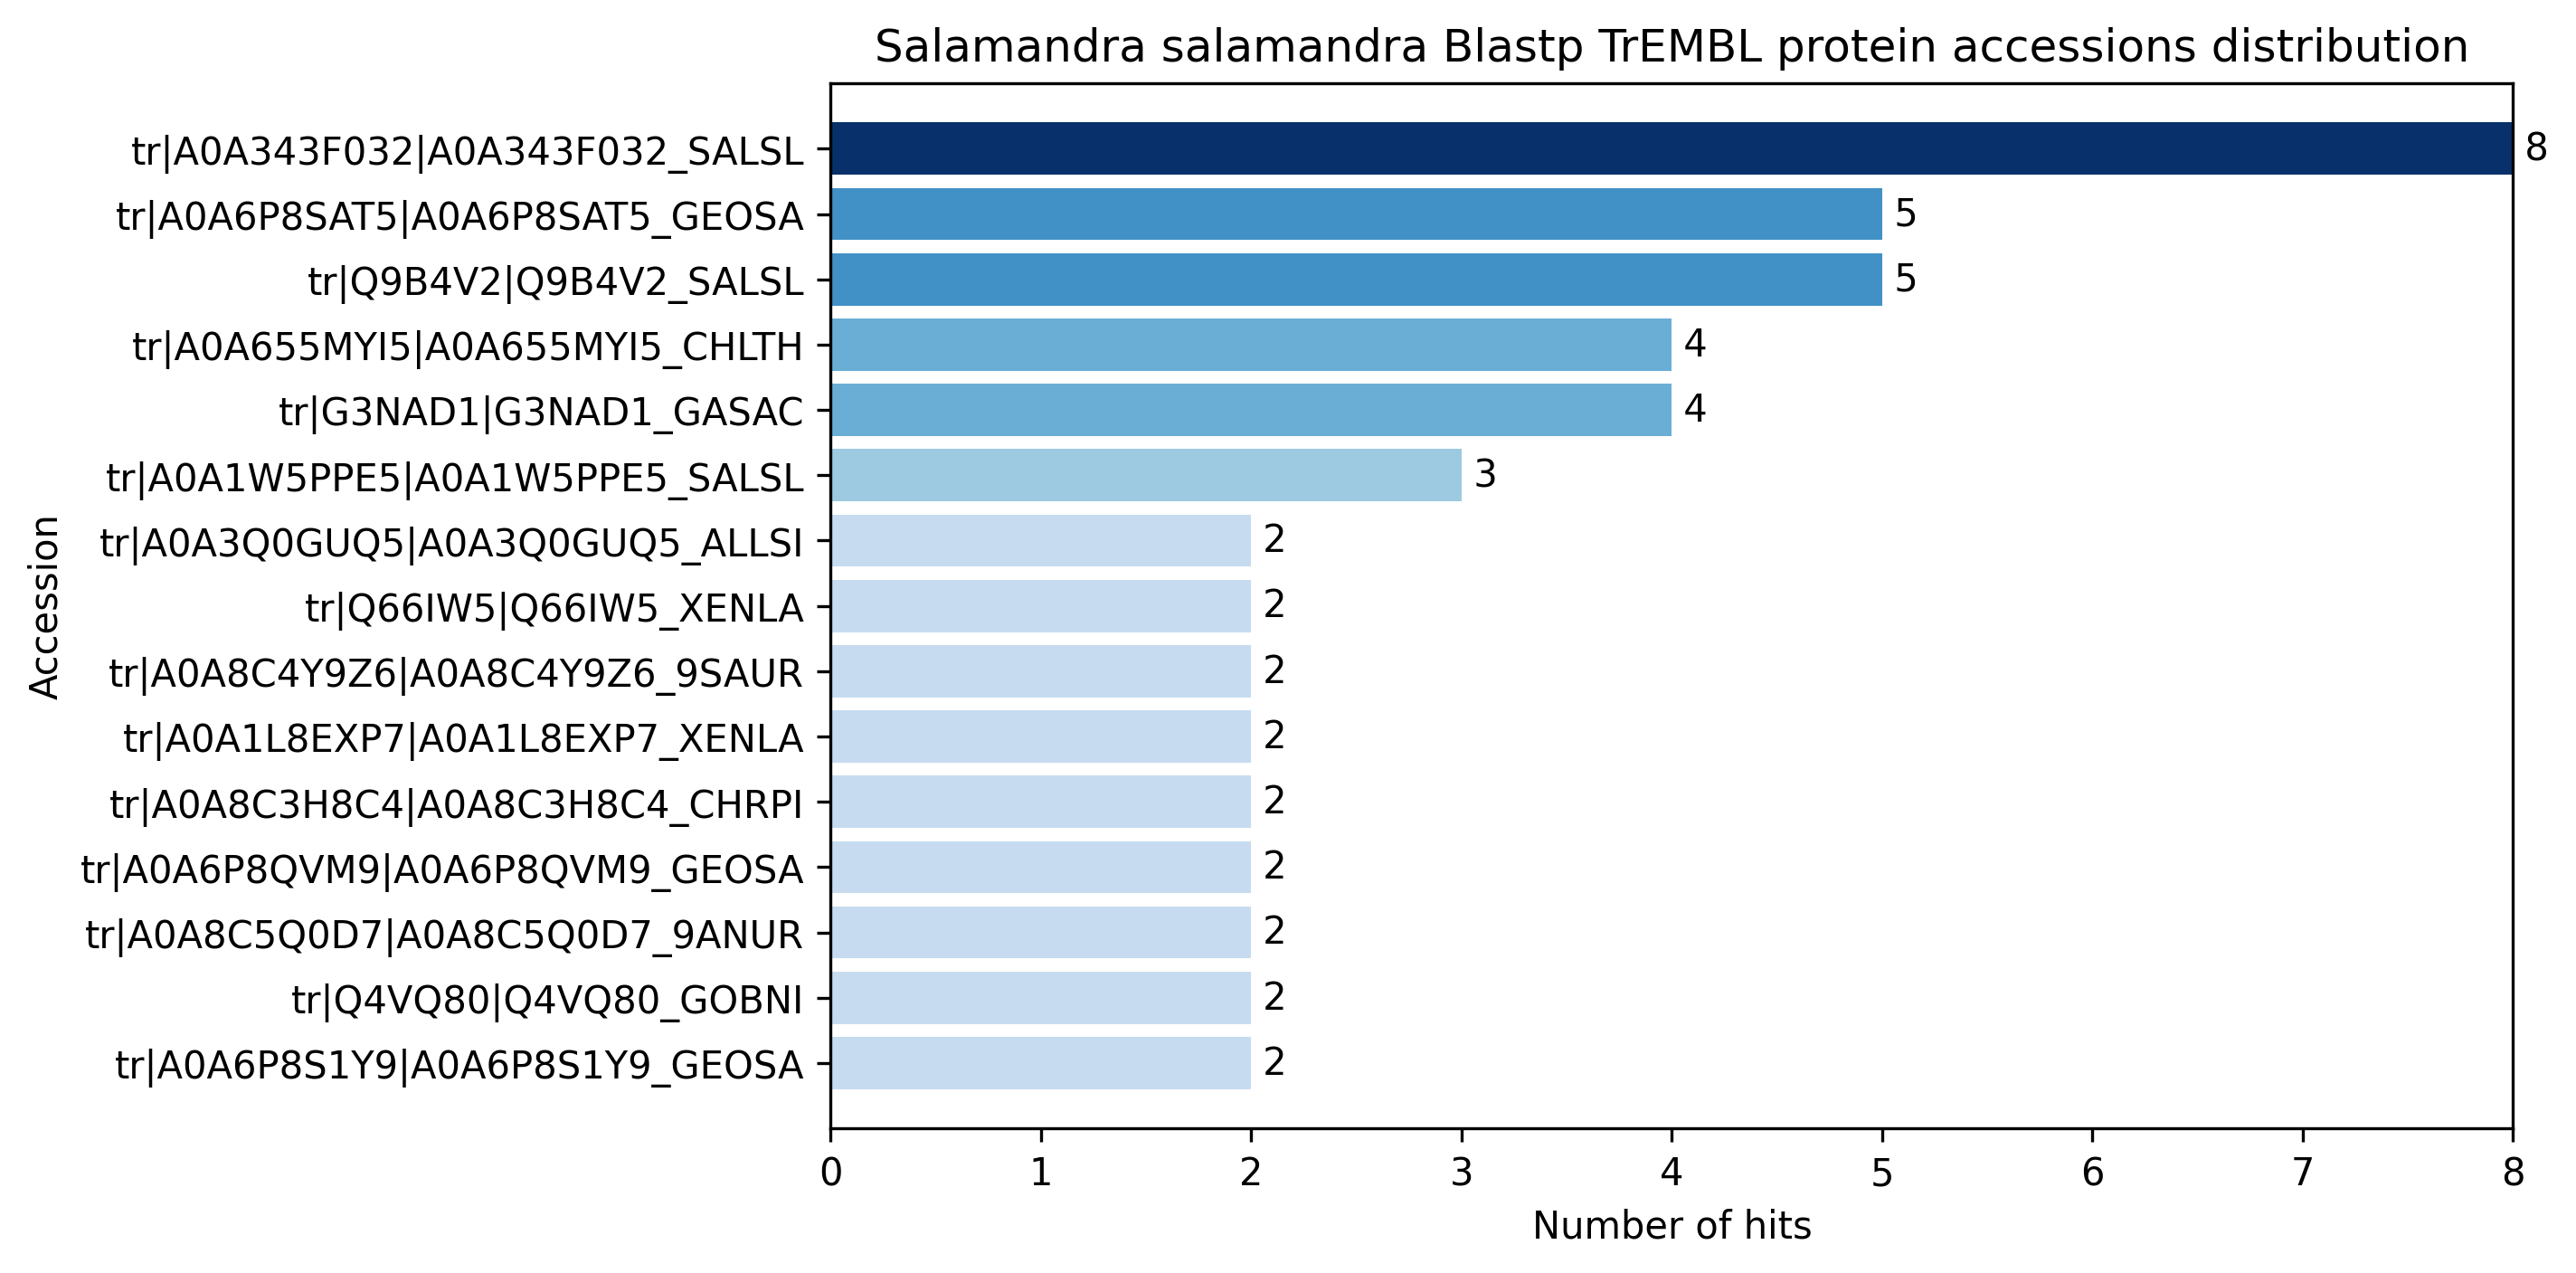 Salamandra salamandra Blastp TrEMBL protein accessions distribution
Accession
tr|A0A343F032|A0A343F032_SALSL 8
tr|A0A6P8SAT5|A0A6P8SAT5_GEOSA 5
tr|Q9B4V2|Q9B4V2_SALSL 5
tr|A0A655MYI5|A0A655MYI5_CHLTH 4
tr|G3NAD1|G3NAD1_GASAC 4
tr|A0A1W5PPE5|A0A1W5PPE5_SALSL 3
tr|A0A3Q0GUQ5|A0A3Q0GUQ5_ALLSI 2
tr|Q66IW5|Q66IW5_XENLA 2
tr|A0A8C4Y9Z6|A0A8C4Y9Z6_9SAUR 2
tr|A0A1L8EXP7|A0A1L8EXP7_XENLA 2
tr|A0A8C3H8C4|A0A8C3H8C4_CHRPI 2
tr|A0A6P8QVM9|A0A6P8QVM9_GEOSA 2
tr|A0A8C5Q0D7|A0A8C5Q0D7_9ANUR 2
tr|Q4VQ80|Q4VQ80_GOBNI 2
tr|A0A6P8S1Y9|A0A6P8S1Y9_GEOSA 2
0 1 2 3 4 5 6 7 8
Number of hits